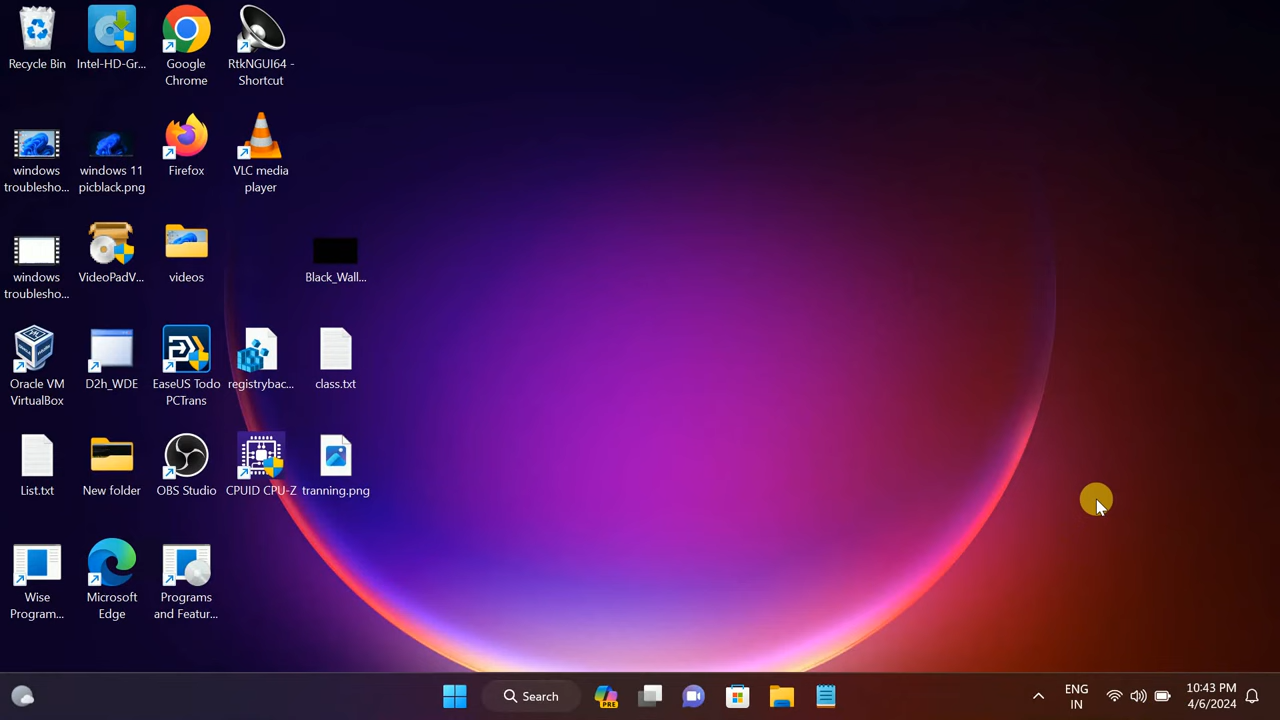 Recycle Bin
Intel-HD-Gr...
Google
Chrome
RtkNGUI64 -
Shortcut
windows
troublesho...
windows 11
picblack.png
Firefox
VLC media
player
windows
troublesho...
VideoPadV...
videos
Black_Wall...
Oracle VM
VirtualBox
D2h_WDE
EaseUS Todo
PCTrans
registrybac...
class.txt
List.txt
New folder
OBS Studio
CPUID CPU-Z
tranning.png
Wise
Program...
Microsoft
Edge
Programs
and Featur...
Search
PRE
ENG
IN
10:43 PM
4/6/2024